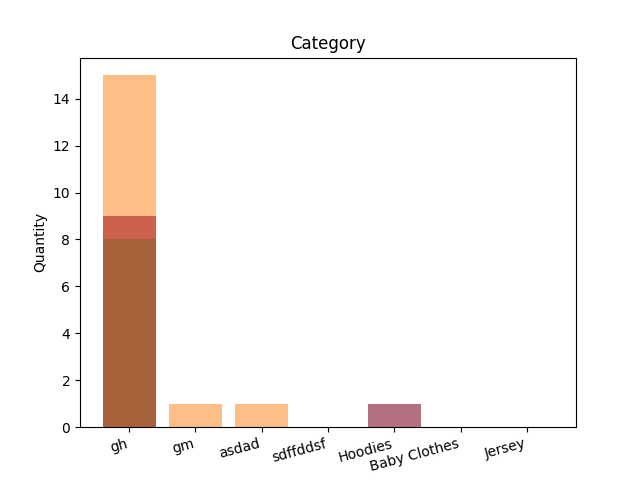 Category
Quantity
14
12
10
8
6
4
2
0
gh
gm
asdad
sdffddsf
Hoodies
Baby Clothes
Jersey